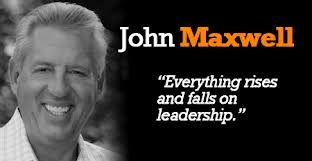 John Maxwell
“Everything rises
and falls on
leadership.”